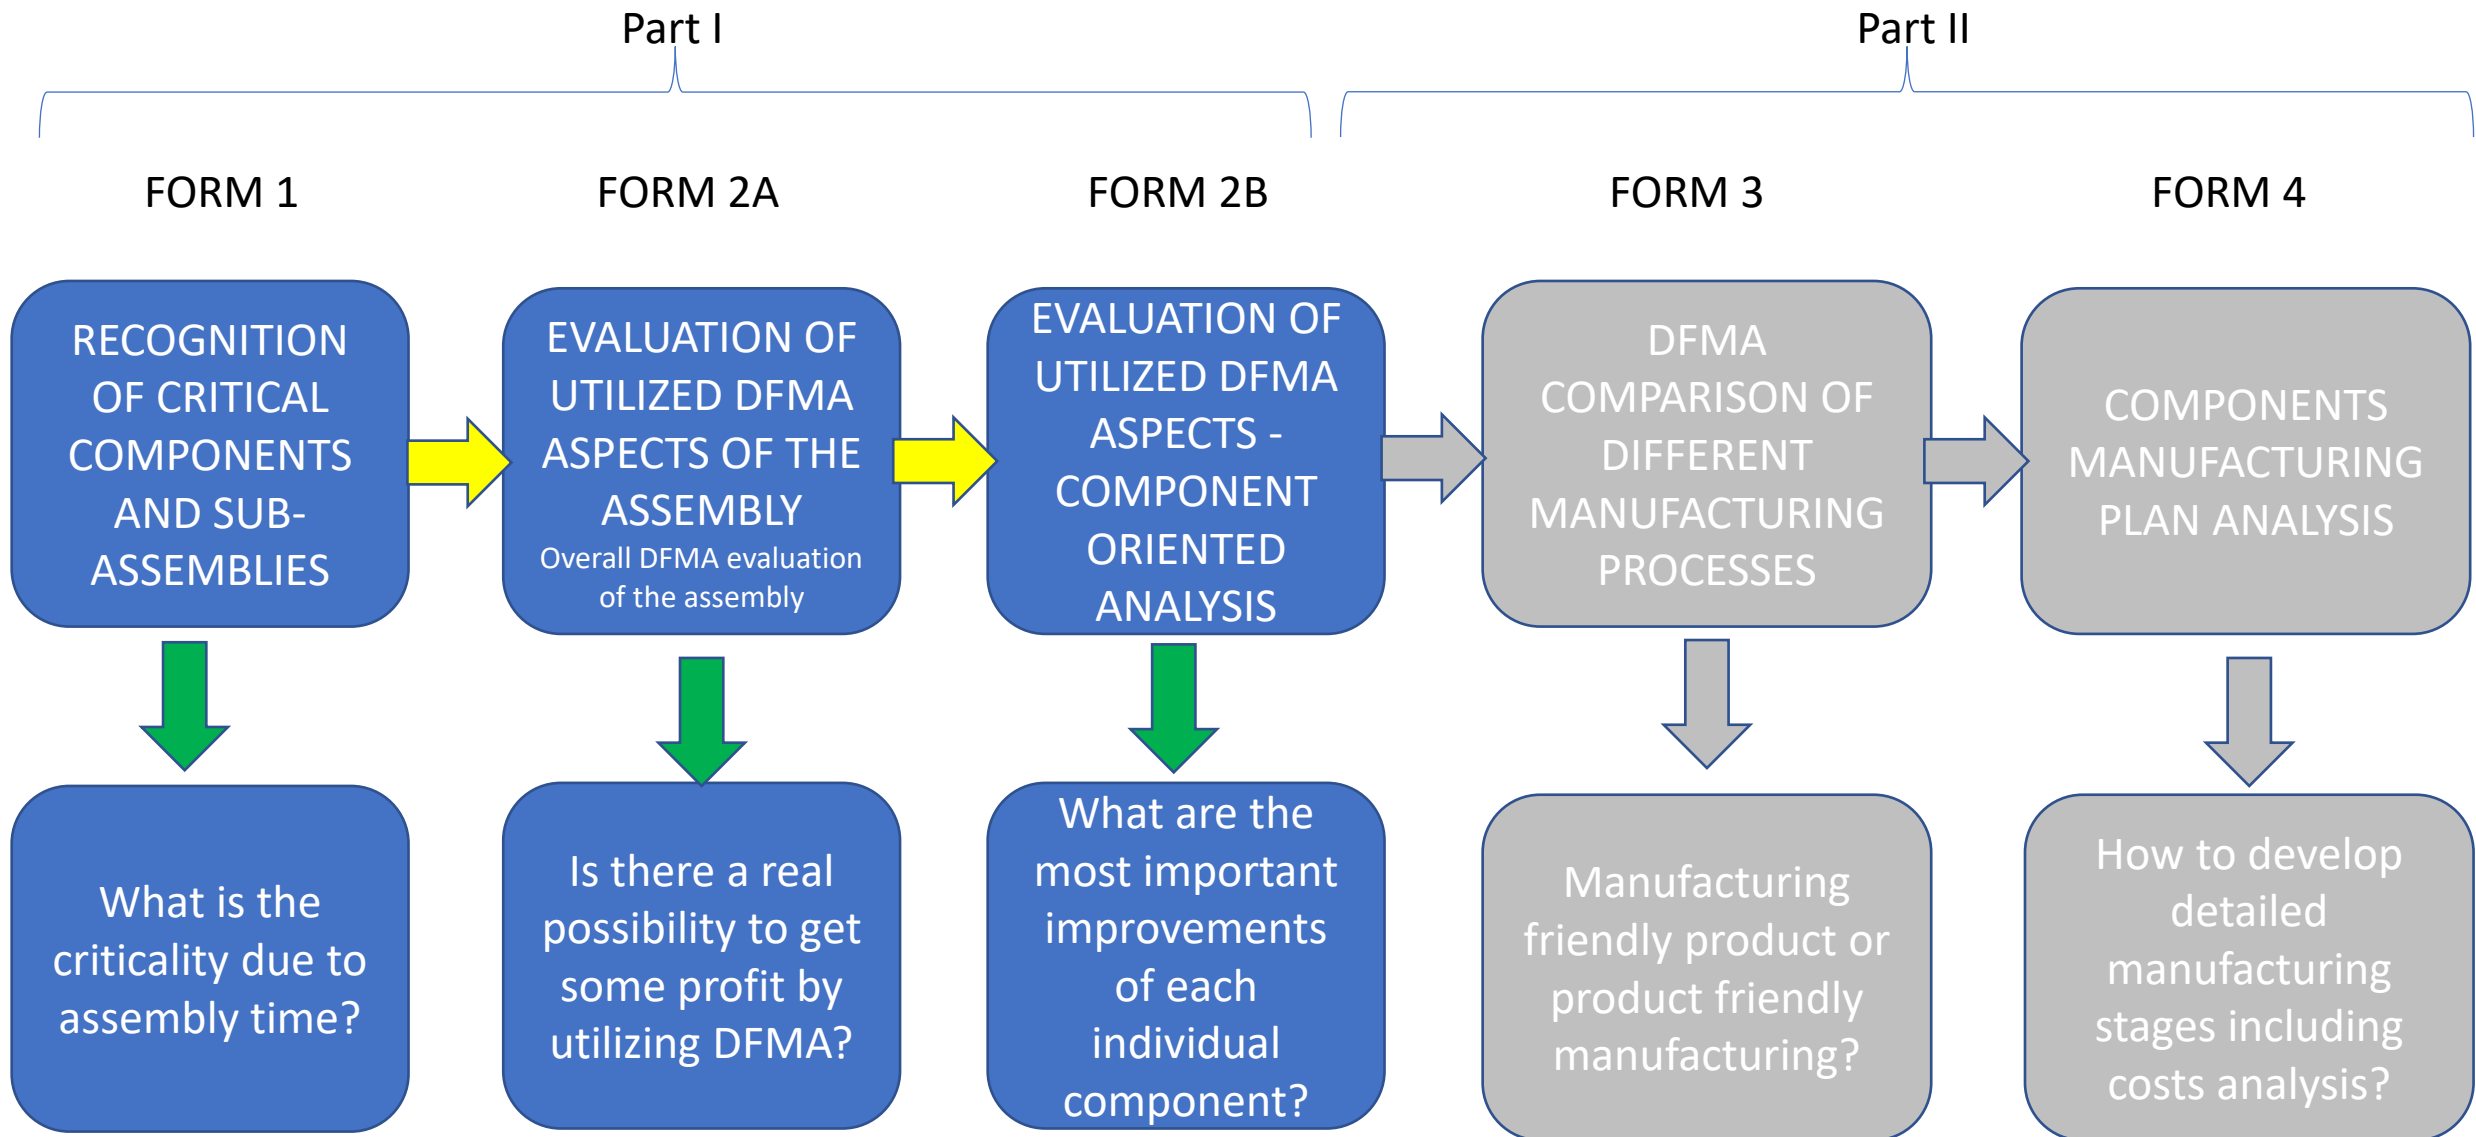 Part I
Part II
FORM 1
FORM 2A
FORM 2B
FORM 3
FORM 4
RECOGNITION
OF CRITICAL
COMPONENTS
AND SUB-
ASSEMBLIES
EVALUATION OF
UTILIZED DFMA
ASPECTS OF THE
ASSEMBLY
Overall DFMA evaluation
of the assembly
EVALUATION OF
UTILIZED DFMA
ASPECTS -
COMPONENT
ORIENTED
ANALYSIS
DFMA
COMPARISON OF
DIFFERENT
MANUFACTURING
PROCESSES
COMPONENTS
MANUFACTURING
PLAN ANALYSIS
What is the
criticality due to
assembly time?
Is there a real
possibility to get
some profit by
utilizing DFMA?
What are the
most important
improvements
of each
individual
component?
Manufacturing
friendly product or
product friendly
manufacturing?
How to develop
detailed
manufacturing
stages including
costs analysis?